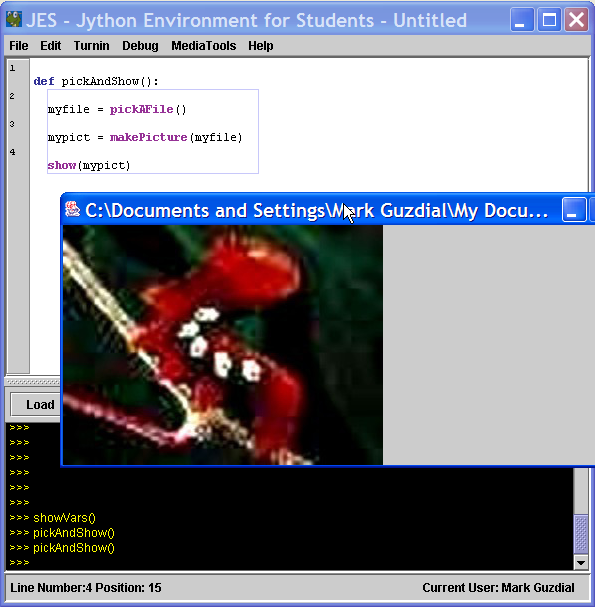 JES - Jython Environment for Students - Untitled
File Edit Turnin Debug MediaTools Help
1
def pickAndShow():
2
myfile = pickAFile()
3
mypict = makePicture(myfile)
4
show(mypict)
C:\Documents and Settings\Mark Guzdial\My Docu...
Load
>>>
>>>
>>>
>>>
>>>
>>>
>>> showVars()
>>> pickAndShow()
>>> pickAndShow()
>>>
Line Number:4 Position: 15
Current User: Mark Guzdial